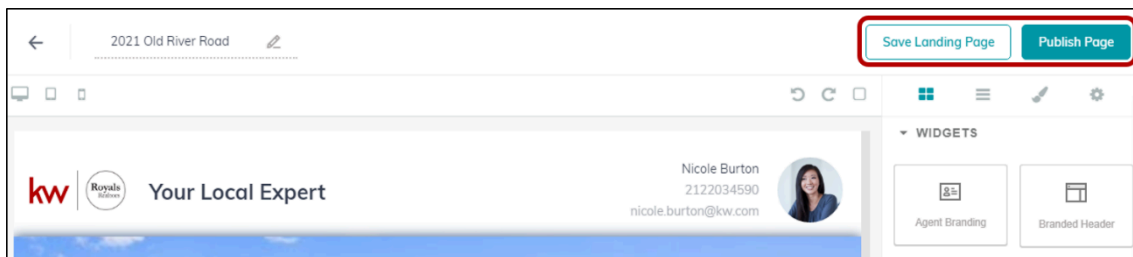 2021 Old River Road
Save Landing Page
Publish Page
WIDGETS
kw
Royals
Your Local Expert
Nicole Burton
2122034590
nicole.burton@kw.com
Agent Branding
Branded Header